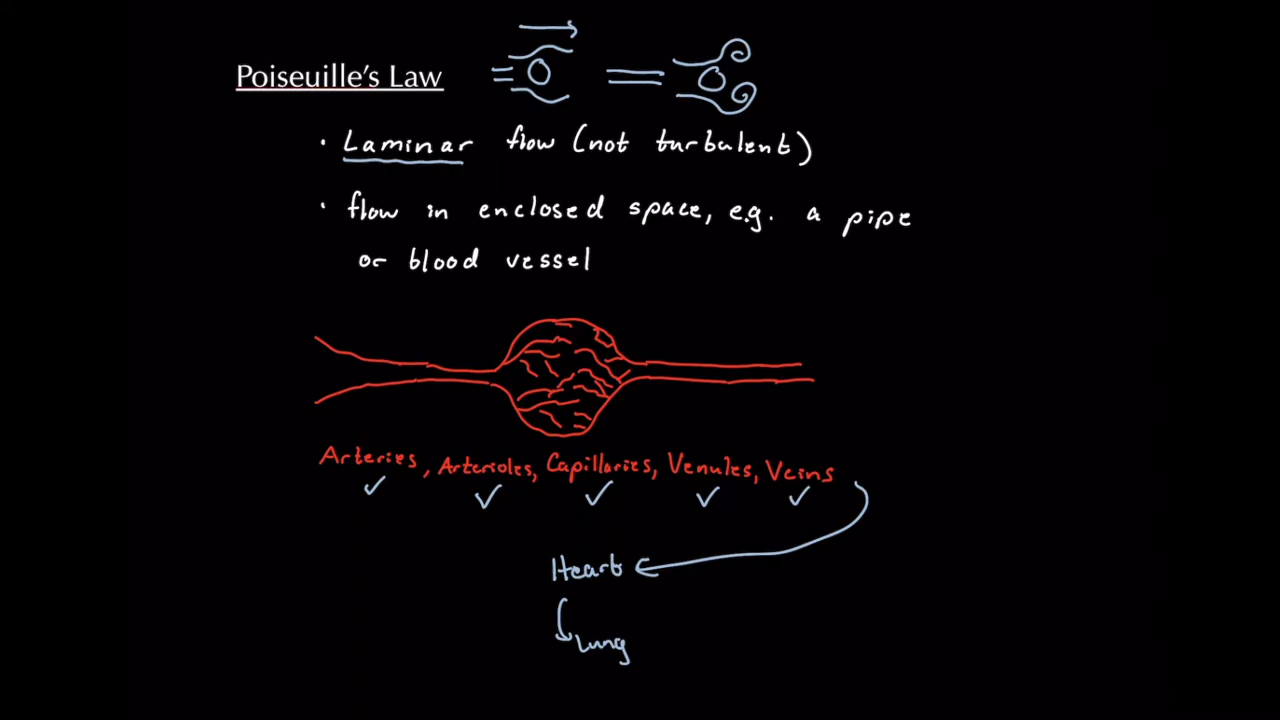 Poiseuille's Law
· Laminar flow (not turbulent)
· flow in enclosed space, e.g. a pipe
or blood vessel
Arteries, Arterioles, Capillaries, Venules, Veins
Heart
Lung